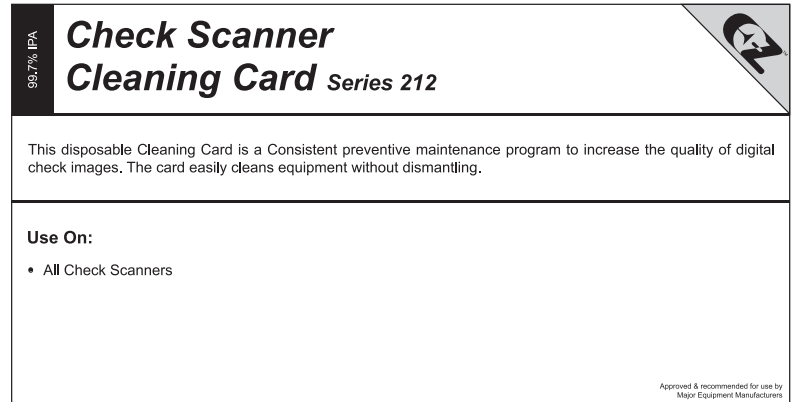 99.7% IPA
Check Scanner
Cleaning Card Series 212
This disposable Cleaning Card is a Consistent preventive maintenance program to increase the quality of digital
check images. The card easily cleans equipment without dismantling.
Use On:
• All Check Scanners
Approved & recommended for use by
Major Equipment Manufacturers